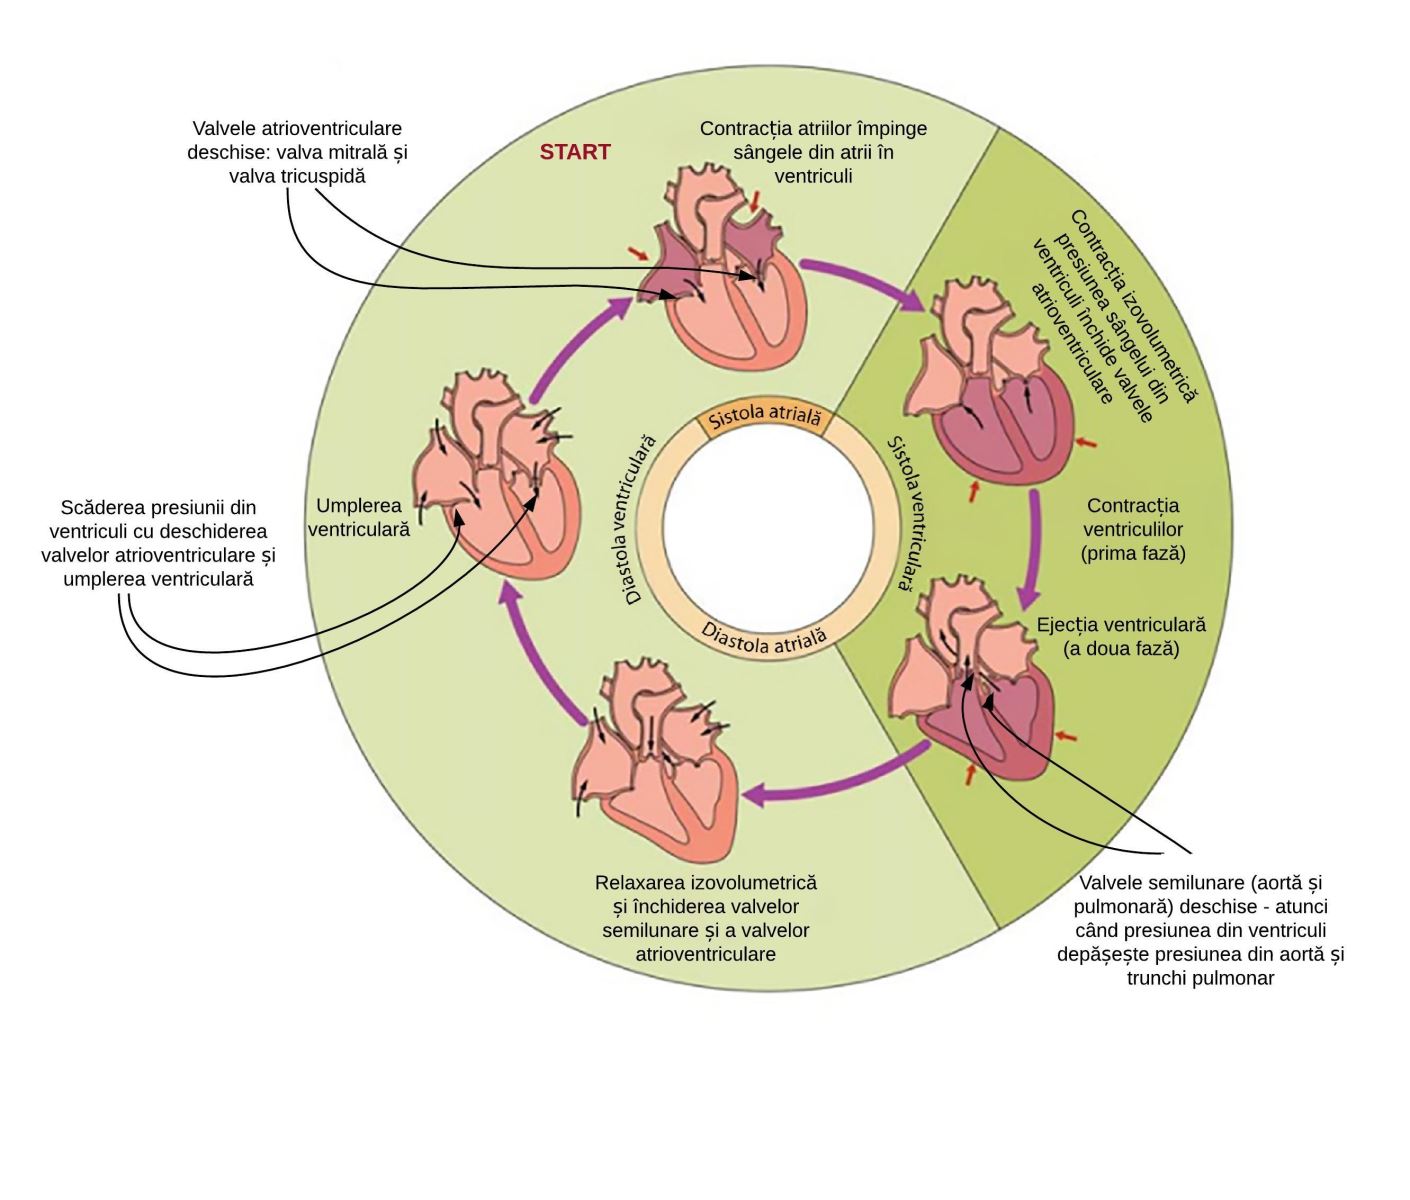 Valvele atrioventriculare
deschise: valva mitrală și
valva tricuspidă
START
Contracția atriilor împinge
sângele din atrii în
ventriculi
Contracția izovolumetrică
presiunea sângelui din
ventriculi închide valvele
atrioventriculare
Sistola atrială
Diastola ventriculară
Sistola ventriculară
Diastola atrială
Scăderea presiunii din
ventriculi cu deschiderea
valvelor atrioventriculare și
umplerea ventriculară
Umplerea
ventriculară
Contracția
ventriculilor
(prima fază)
Ejecția ventriculară
(a doua fază)
Relaxarea izovolumetrică
și închiderea valvelor
semilunare și a valvelor
atrioventriculare
Valvele semilunare (aortă și
pulmonară) deschise - atunci
când presiunea din ventriculi
depășește presiunea din aortă și
trunchi pulmonar